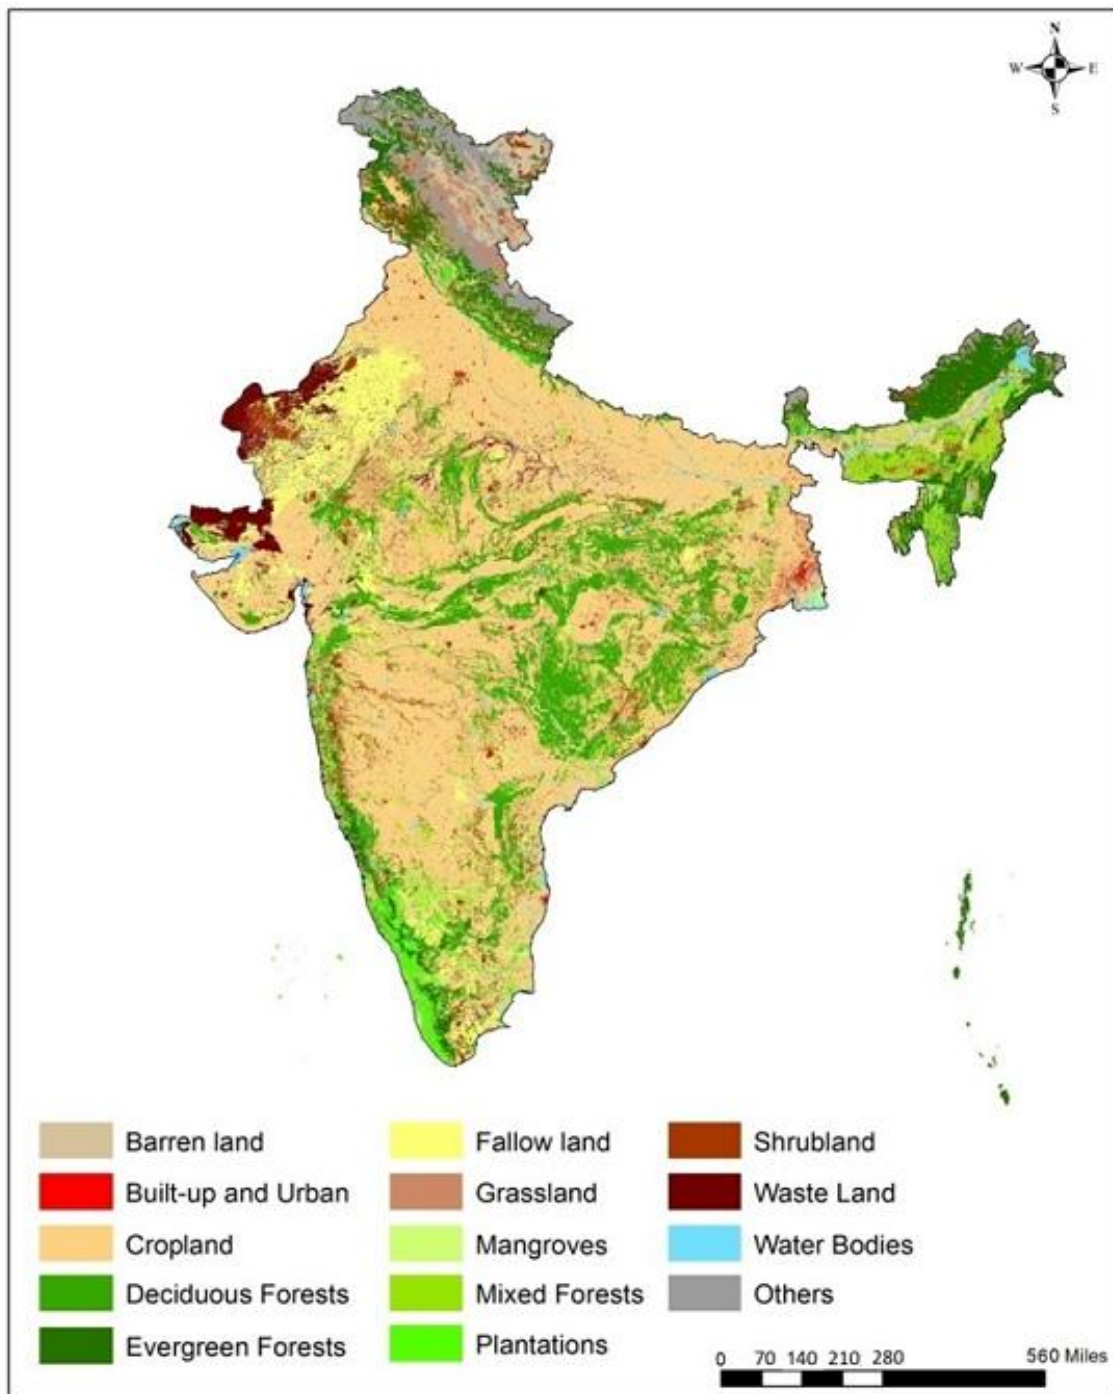 N
W E
S
Barren land
Built-up and Urban
Cropland
Deciduous Forests
Evergreen Forests
Fallow land
Grassland
Mangroves
Mixed Forests
Plantations
Shrubland
Waste Land
Water Bodies
Others
0 70 140 210 280 560 Miles